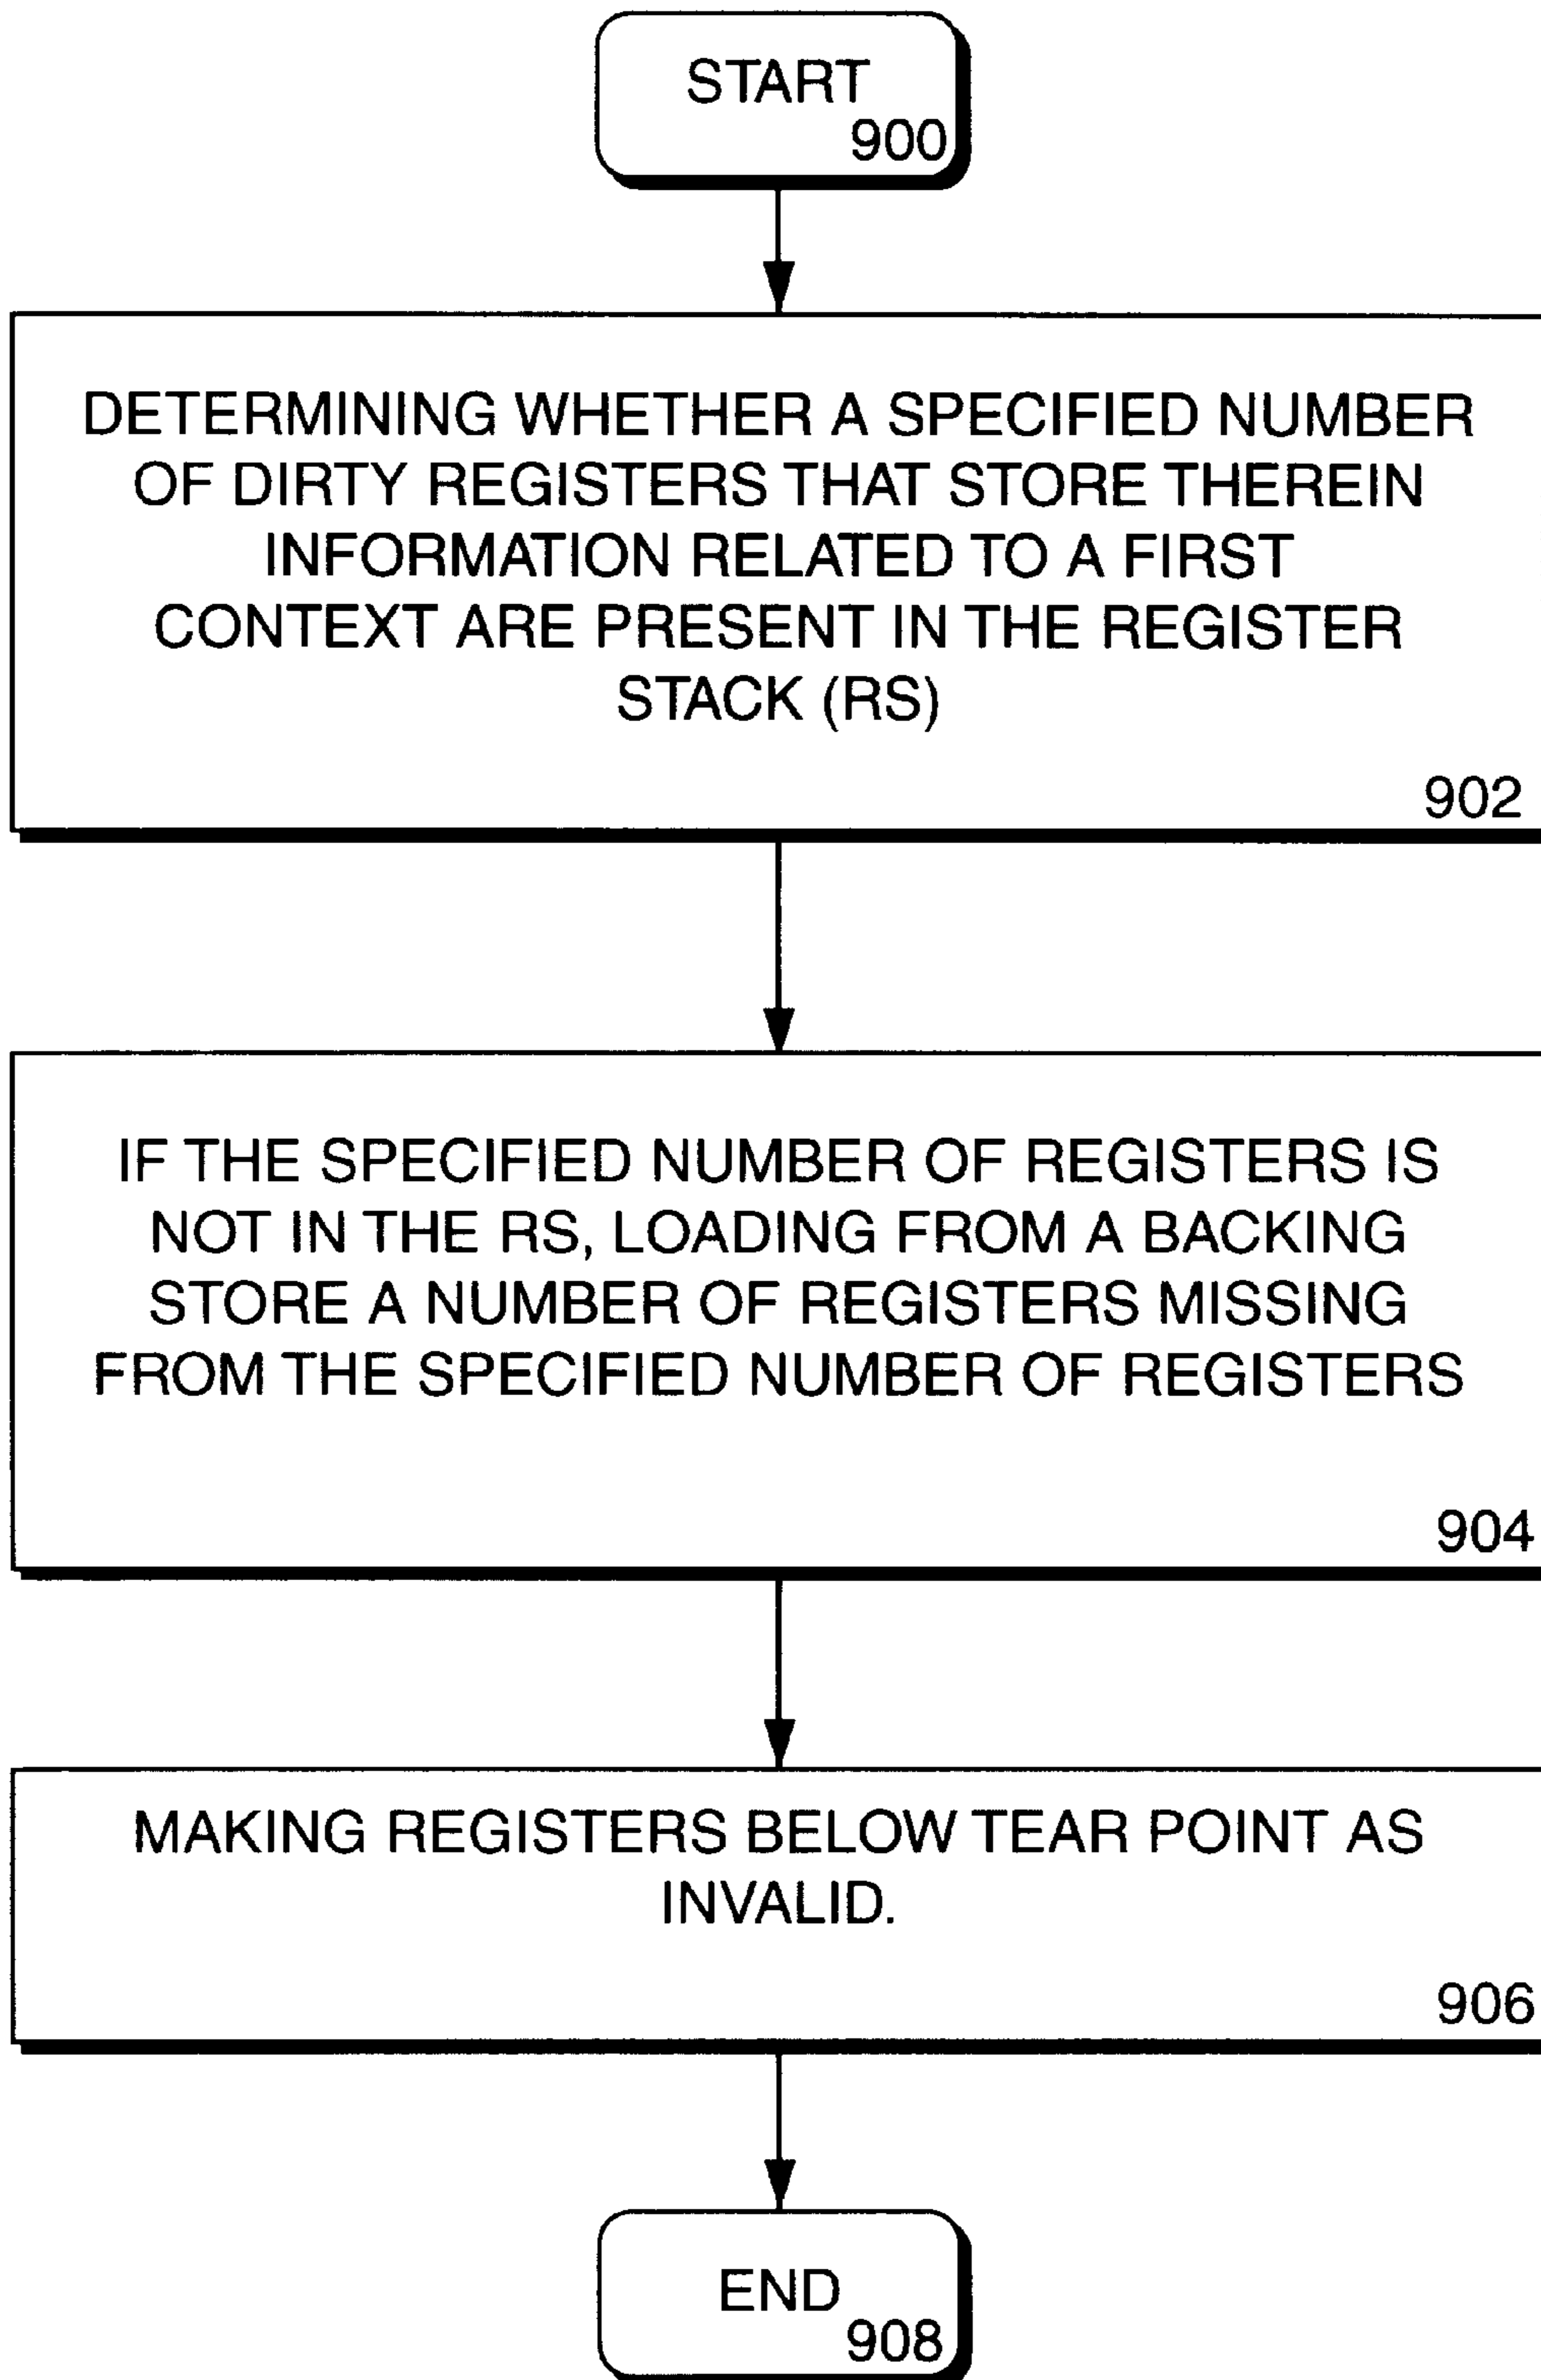 START
900
DETERMINING WHETHER A SPECIFIED NUMBER
OF DIRTY REGISTERS THAT STORE THEREIN
INFORMATION RELATED TO A FIRST
CONTEXT ARE PRESENT IN THE REGISTER
STACK (RS)
902
IF THE SPECIFIED NUMBER OF REGISTERS IS
NOT IN THE RS, LOADING FROM A BACKING
STORE A NUMBER OF REGISTERS MISSING
FROM THE SPECIFIED NUMBER OF REGISTERS
904
MAKING REGISTERS BELOW TEAR POINT AS
INVALID.
906
END
908